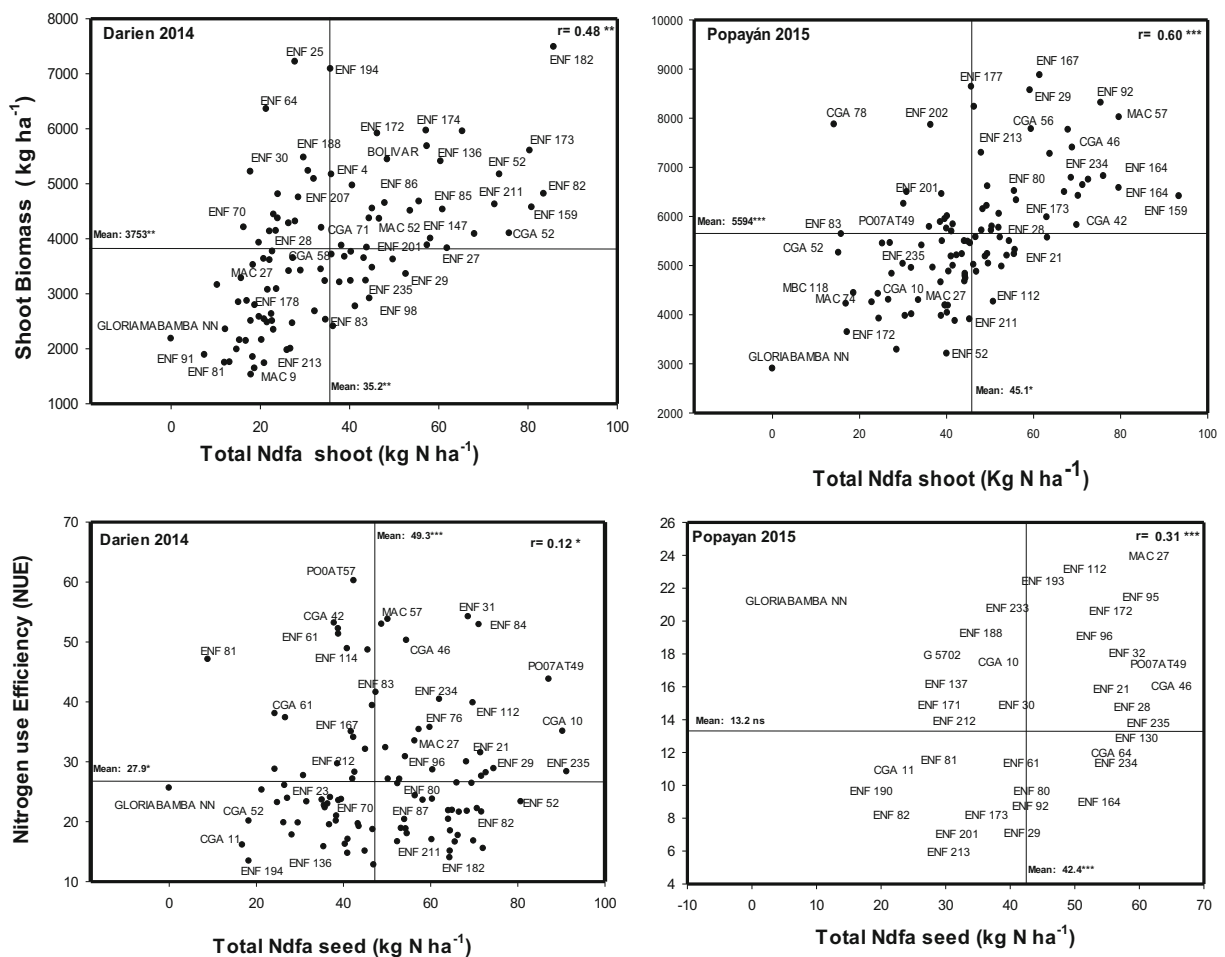 Darien 2014
r= 0.48 **
ENF 25
ENF 194
ENF 182
ENF 64
ENF 172
ENF 174
ENF 173
ENF 188
BOLIVAR
ENF 136
ENF 30
ENF 4
ENF 52
ENF 207
ENF 86
ENF 85
ENF 211
ENF 82
ENF 70
CGA 71
MAC 52
ENF 147
ENF 159
Mean: 3753**
ENF 28
CGA 58
ENF 201
ENF 27
CGA 52
MAC 27
ENF 235
ENF 29
ENF 178
ENF 83
ENF 98
GLORIAMABAMBA NN
ENF 91
ENF 213
ENF 81
MAC 9
Mean: 35.2**
8000
7000
6000
5000
4000
3000
2000
1000
Shoot Biomass ( kg ha-1)
0 20 40 60 80 100
Total Ndfa shoot (kg N ha-1)
Popayán 2015
r= 0.60 ***
ENF 167
ENF 177
ENF 29
ENF 92
CGA 78
ENF 202
CGA 56
MAC 57
ENF 213
CGA 46
ENF 234
ENF 164
ENF 80
ENF 201
ENF 164
Mean: 5594***
ENF 83
PO07AT49
ENF 173
ENF 159
CGA 42
CGA 52
ENF 28
ENF 235
ENF 21
MBC 118
CGA 10
MAC 74
MAC 27
ENF 112
ENF 172
ENF 211
GLORIABAMBA NN
ENF 52
Mean: 45.1*
10000
9000
8000
7000
6000
5000
4000
3000
2000
0 20 40 60 80 100
Total Ndfa shoot (Kg N ha-1)
Darien 2014
Mean: 49.3***
r= 0.12 *
PO0AT57
CGA 42
MAC 57
ENF 31
ENF 61
ENF 84
ENF 81
ENF 114
CGA 46
PO07AT49
ENF 83
ENF 234
CGA 61
ENF 112
ENF 167
ENF 76
CGA 10
MAC 27
ENF 21
Mean: 27.9*
ENF 212
ENF 96
ENF 29
ENF 235
ENF 23
ENF 80
GLORIABAMBA NN
ENF 70
ENF 87
ENF 52
CGA 52
ENF 82
CGA 11
ENF 211
ENF 194
ENF 136
ENF 182
70
60
50
40
30
20
10
Nitrogen use Efficiency (NUE)
0 20 40 60 80 100
Total Ndfa seed (kg N ha-1)
Popayan 2015
r= 0.31 ***
MAC 27
ENF 112
ENF 193
GLORIABAMBA NN
ENF 95
ENF 233
ENF 172
ENF 188
ENF 96
G 5702
CGA 10
ENF 32
PO07AT49
ENF 137
ENF 21
CGA 46
ENF 171
ENF 30
ENF 28
ENF 212
ENF 235
Mean: 13.2 ns
ENF 130
CGA 64
ENF 81
ENF 61
ENF 234
CGA 11
ENF 190
ENF 80
ENF 92
ENF 164
ENF 82
ENF 173
ENF 201
ENF 29
ENF 213
Mean: 42.4***
26
24
22
20
18
16
14
12
10
8
6
4
-10 0 10 20 30 40 50 60 70
Total Ndfa seed (kg N ha-1)